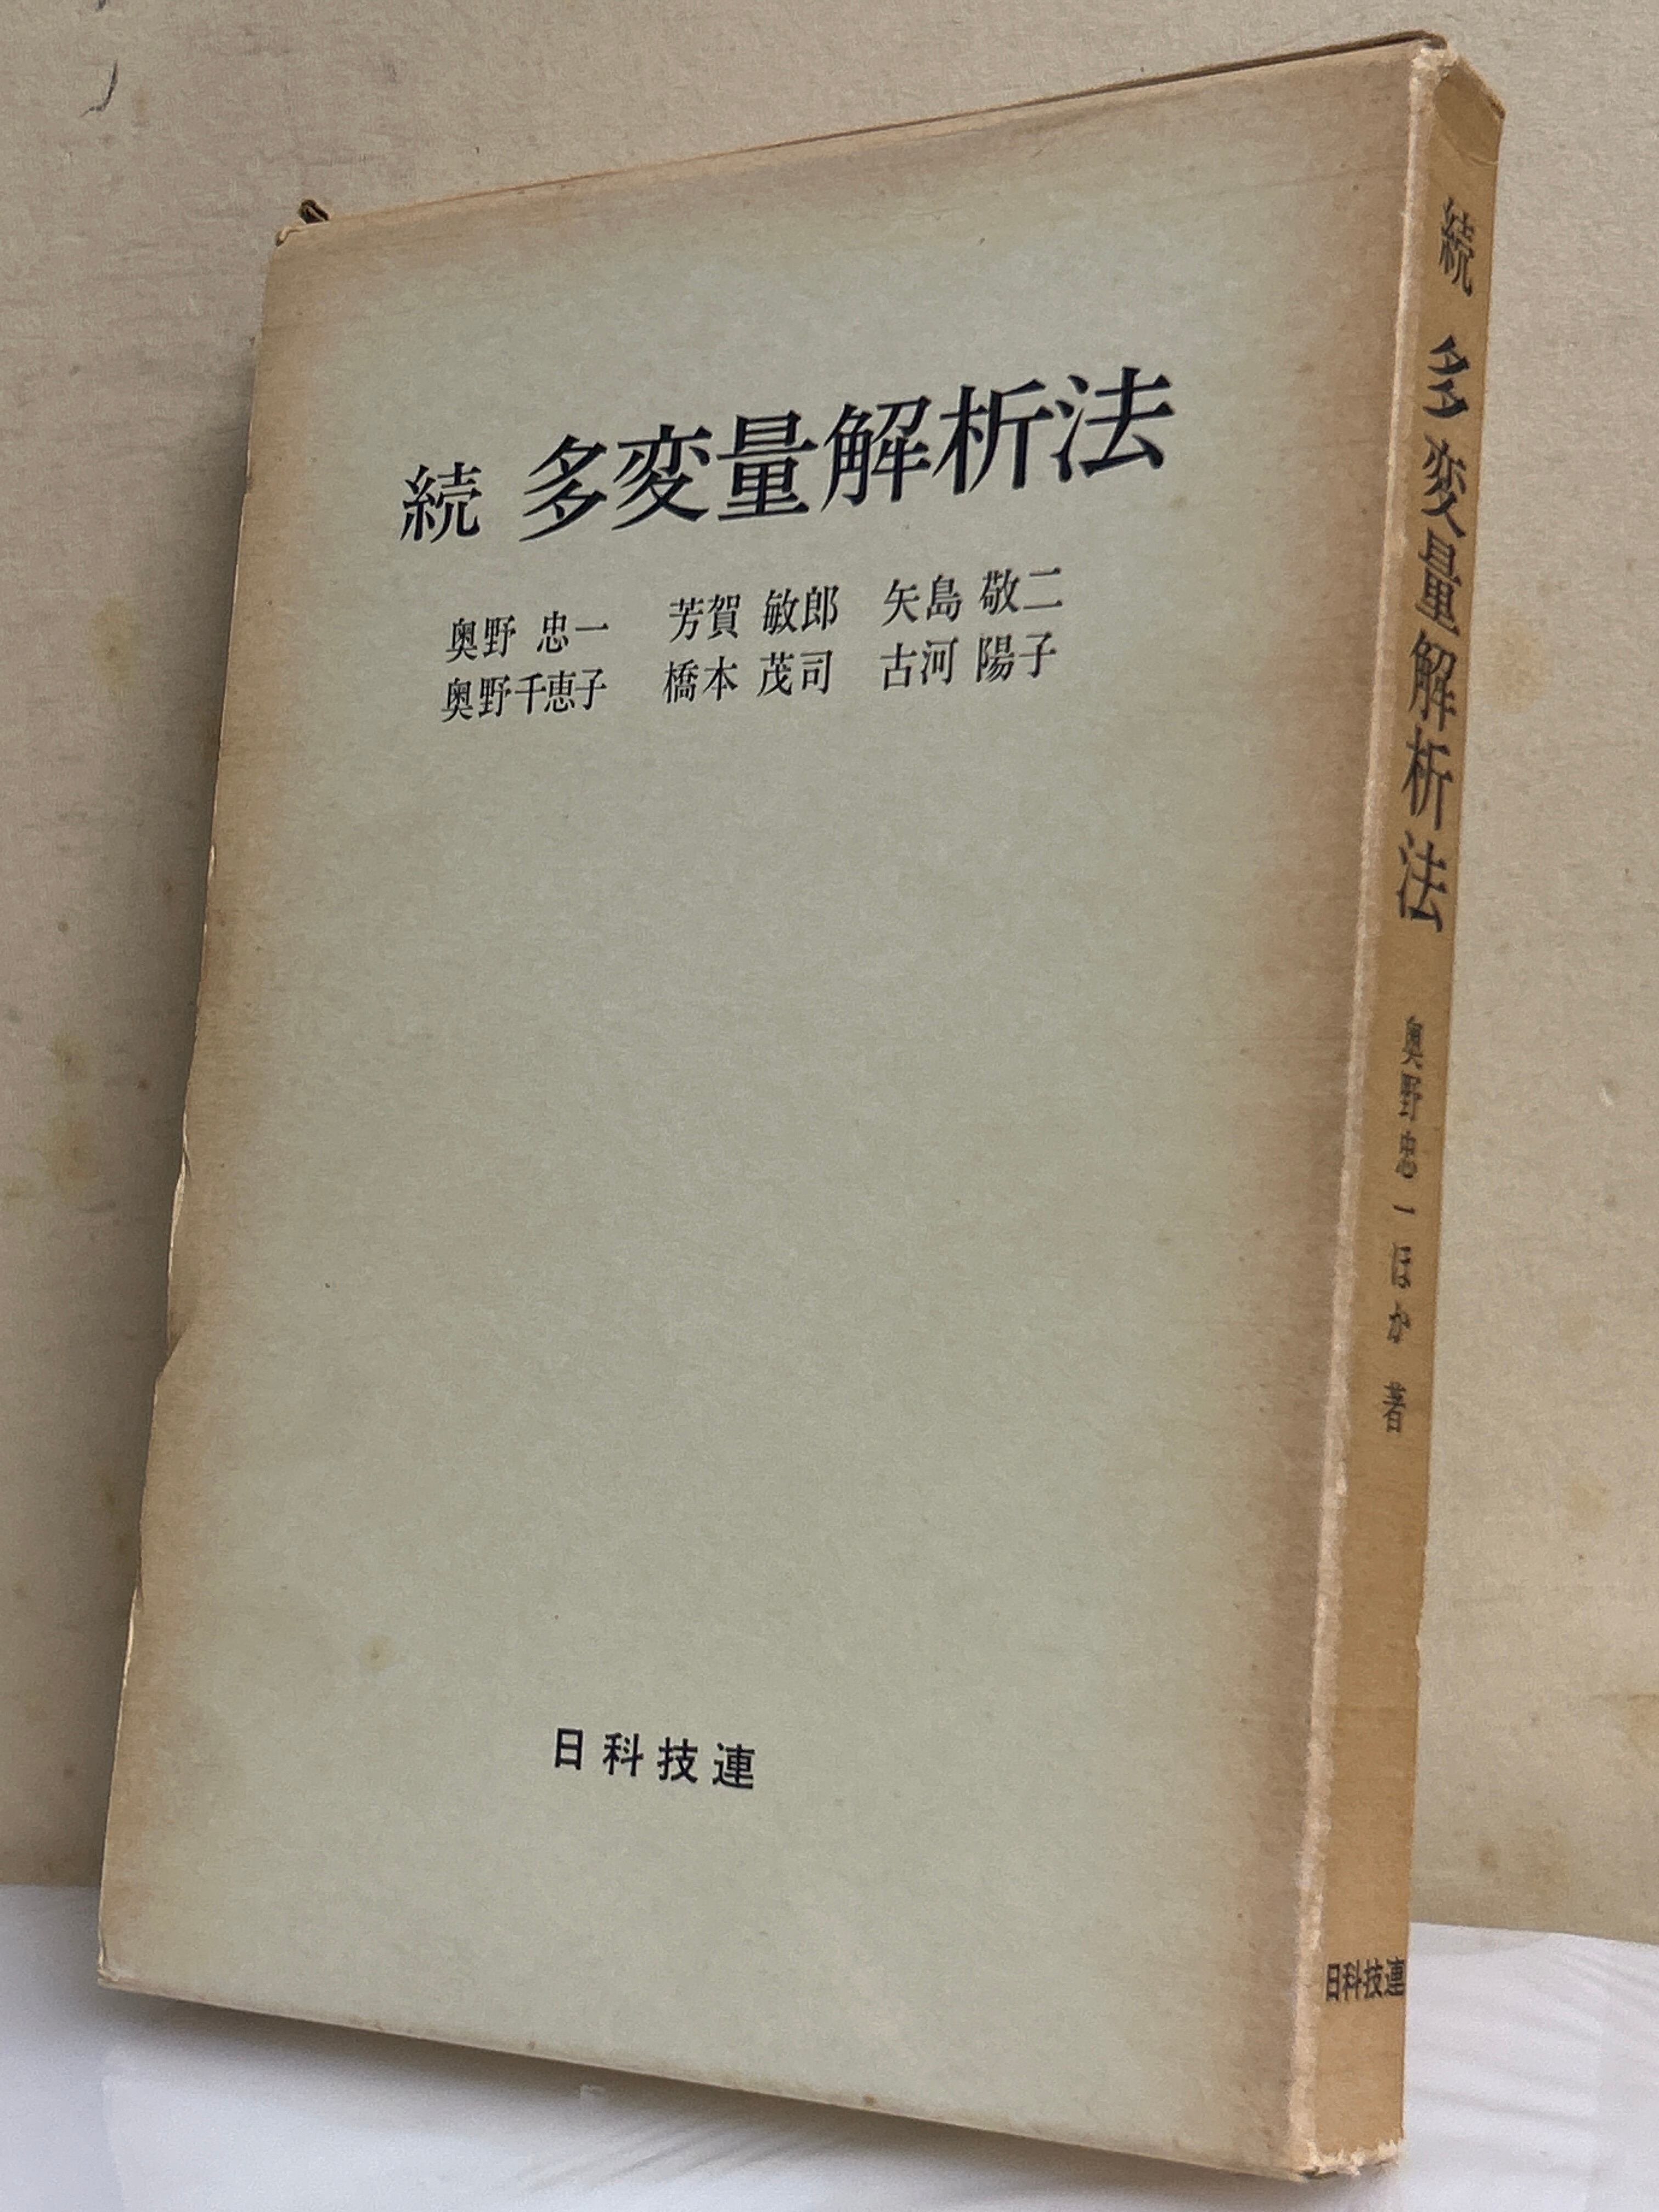 続 多変量解析法
奥野 忠一 芳賀 敏郎 矢島 敬二
奥野千恵子 橋本 茂司 古河 陽子
日科技連
続 多変量解析法 奥野忠一ほか 著
日科技連